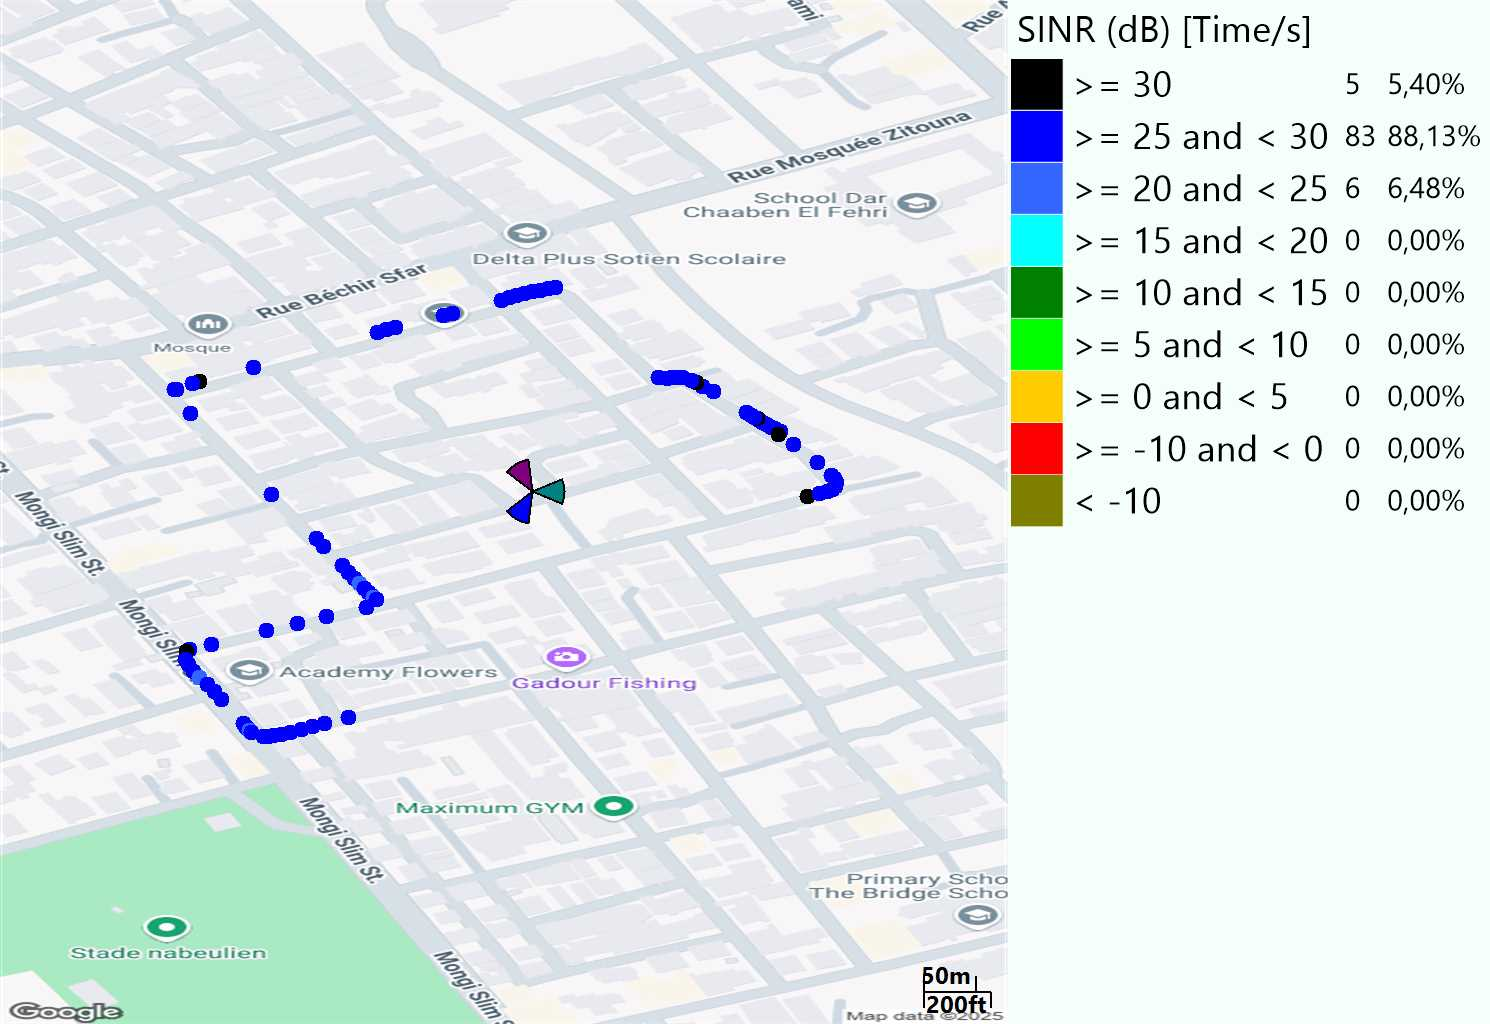 SINR (dB) [Time/s]
>= 30 5 5,40%
>= 25 and < 30 83 88,13%
>= 20 and < 25 6 6,48%
>= 15 and < 20 0 0,00%
>= 10 and < 15 0 0,00%
>= 5 and < 10 0 0,00%
>= 0 and < 5 0 0,00%
>= -10 and < 0 0 0,00%
< -10 0 0,00%
Rue Mosquée Zitouna
School Dar
Chaaben El Fehri
Delta Plus Sotien Scolaire
Rue Béchir Sfar
Mosque
Mongi Slim St.
Mongi Slim
Academy Flowers
Gadour Fishing
Maximum GYM
Mongi Slim St.
Primary Scho
The Bridge Scho
Stade nabeulien
Mongi Slim S
50m
200ft
Google
Map data ©2025